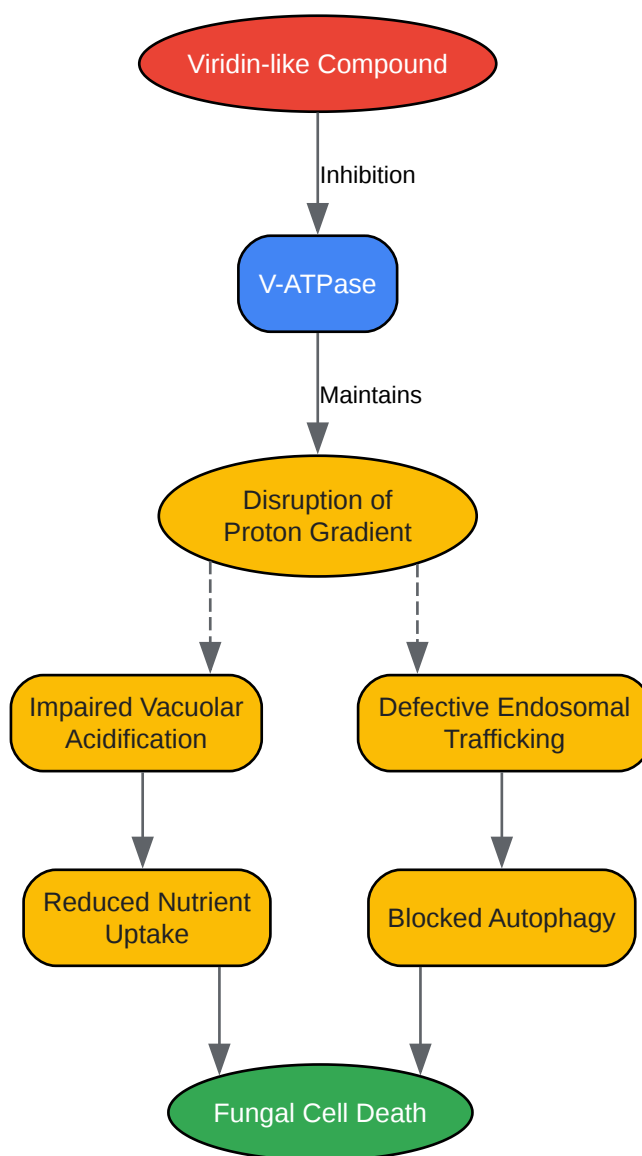 Viridin-like Compound
Inhibition
V-ATPase
Maintains
Disruption of
Proton Gradient
Impaired Vacuolar
Acidification
Defective Endosomal
Trafficking
Reduced Nutrient
Uptake
Blocked Autophagy
Fungal Cell Death